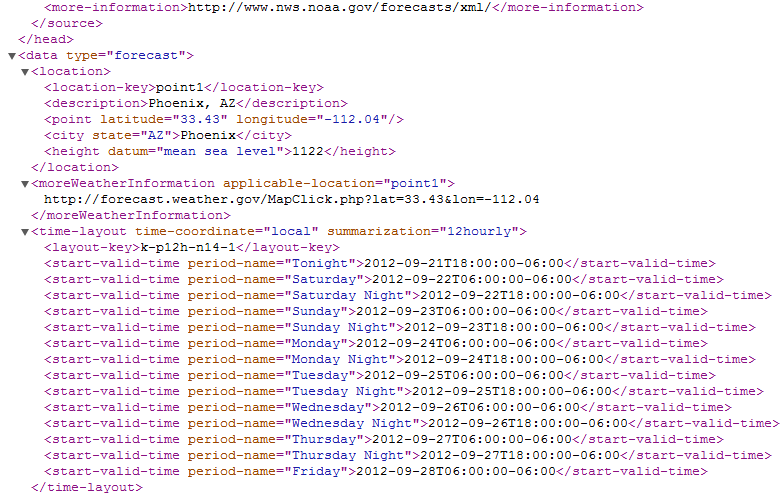 <more-information>http://www.nws.noaa.gov/forecasts/xml/</more-information>
</source>
</head>
<data type="forecast">
<location>
<location-key>point1</location-key>
<description>Phoenix, AZ</description>
<point latitude="33.43" longitude="-112.04"/>
<city state="AZ">Phoenix</city>
<height datum="mean sea level">1122</height>
</location>
<moreWeatherInformation applicable-location="point1">
http://forecast.weather.gov/MapClick.php?lat=33.43&lon=-112.04
</moreWeatherInformation>
<time-layout time-coordinate="local" summarization="12hourly">
<layout-key>k-p12h-n14-1</layout-key>
<start-valid-time period-name="Tonight">2012-09-21T18:00:00-06:00</start-valid-time>
<start-valid-time period-name="Saturday">2012-09-22T06:00:00-06:00</start-valid-time>
<start-valid-time period-name="Saturday Night">2012-09-22T18:00:00-06:00</start-valid-time>
<start-valid-time period-name="Sunday">2012-09-23T06:00:00-06:00</start-valid-time>
<start-valid-time period-name="Sunday Night">2012-09-23T18:00:00-06:00</start-valid-time>
<start-valid-time period-name="Monday">2012-09-24T06:00:00-06:00</start-valid-time>
<start-valid-time period-name="Monday Night">2012-09-24T18:00:00-06:00</start-valid-time>
<start-valid-time period-name="Tuesday">2012-09-25T06:00:00-06:00</start-valid-time>
<start-valid-time period-name="Tuesday Night">2012-09-25T18:00:00-06:00</start-valid-time>
<start-valid-time period-name="Wednesday">2012-09-26T06:00:00-06:00</start-valid-time>
<start-valid-time period-name="Wednesday Night">2012-09-26T18:00:00-06:00</start-valid-time>
<start-valid-time period-name="Thursday">2012-09-27T06:00:00-06:00</start-valid-time>
<start-valid-time period-name="Thursday Night">2012-09-27T18:00:00-06:00</start-valid-time>
<start-valid-time period-name="Friday">2012-09-28T06:00:00-06:00</start-valid-time>
</time-layout>